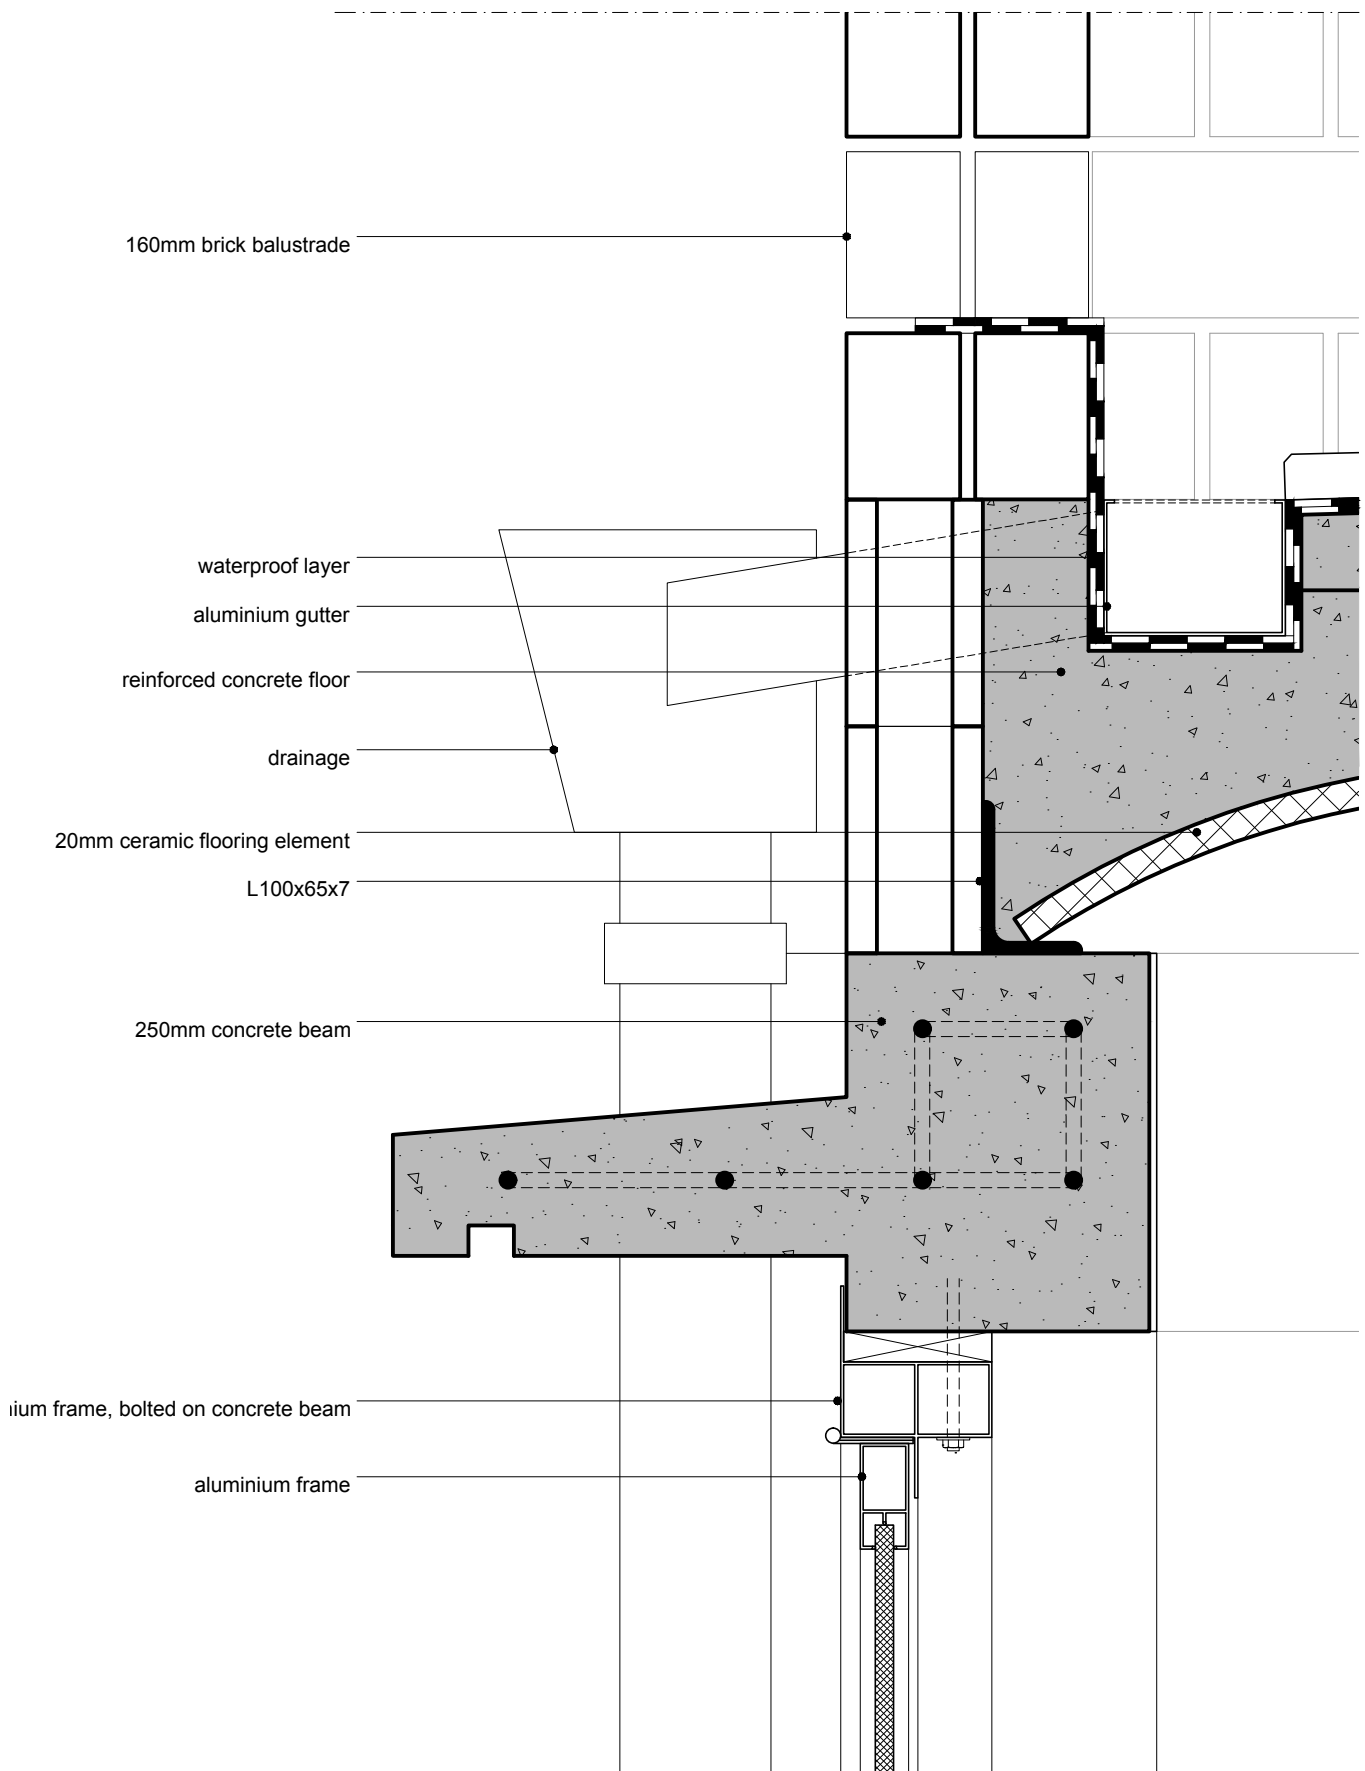 160mm brick balustrade
waterproof layer
aluminium gutter
reinforced concrete floor
drainage
20mm ceramic flooring element
L100x65x7
250mm concrete beam
frame, bolted on concrete beam
aluminium frame